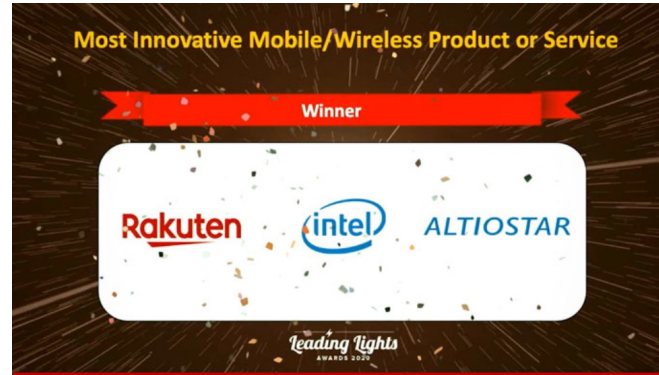 Most Innovative Mobile/Wireless Product or Service
Winner
Rakuten
intel
ALTIOSTAR
Leading Lights
AWARDS 2020